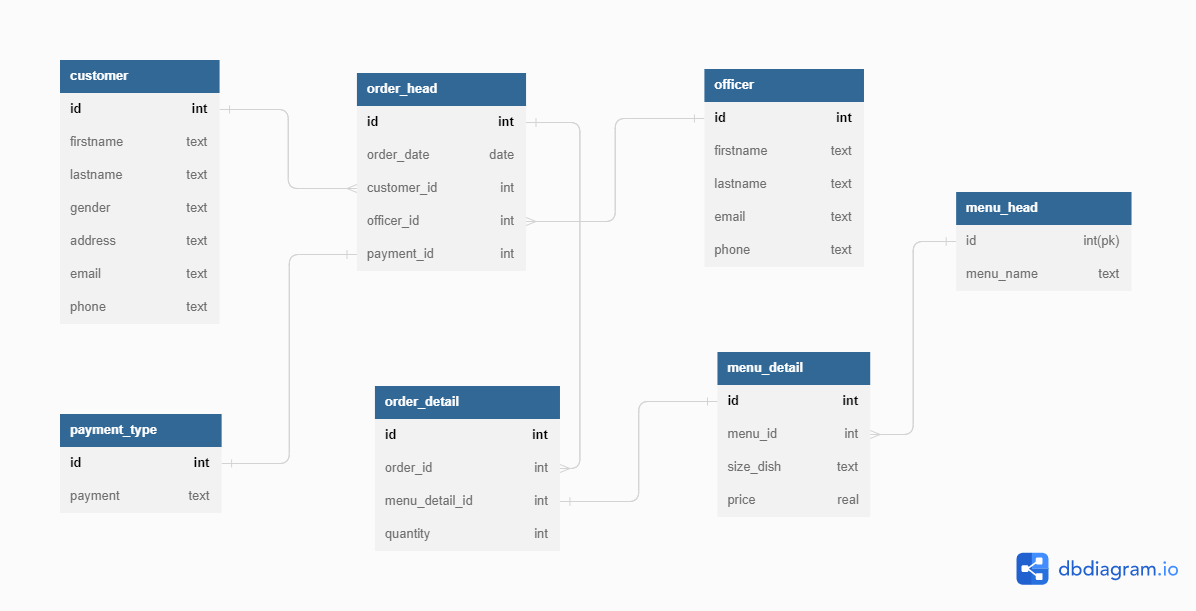 customer
id int
firstname text
lastname text
gender text
address text
email text
phone text
order_head
id int
order_date date
customer_id int
officer_id int
payment_id int
officer
id int
firstname text
lastname text
email text
phone text
menu_head
id int(pk)
menu_name text
payment_type
id int
payment text
order_detail
id int
order_id int
menu_detail_id int
quantity int
menu_detail
id int
menu_id int
size_dish text
price real
dbdiagram.io